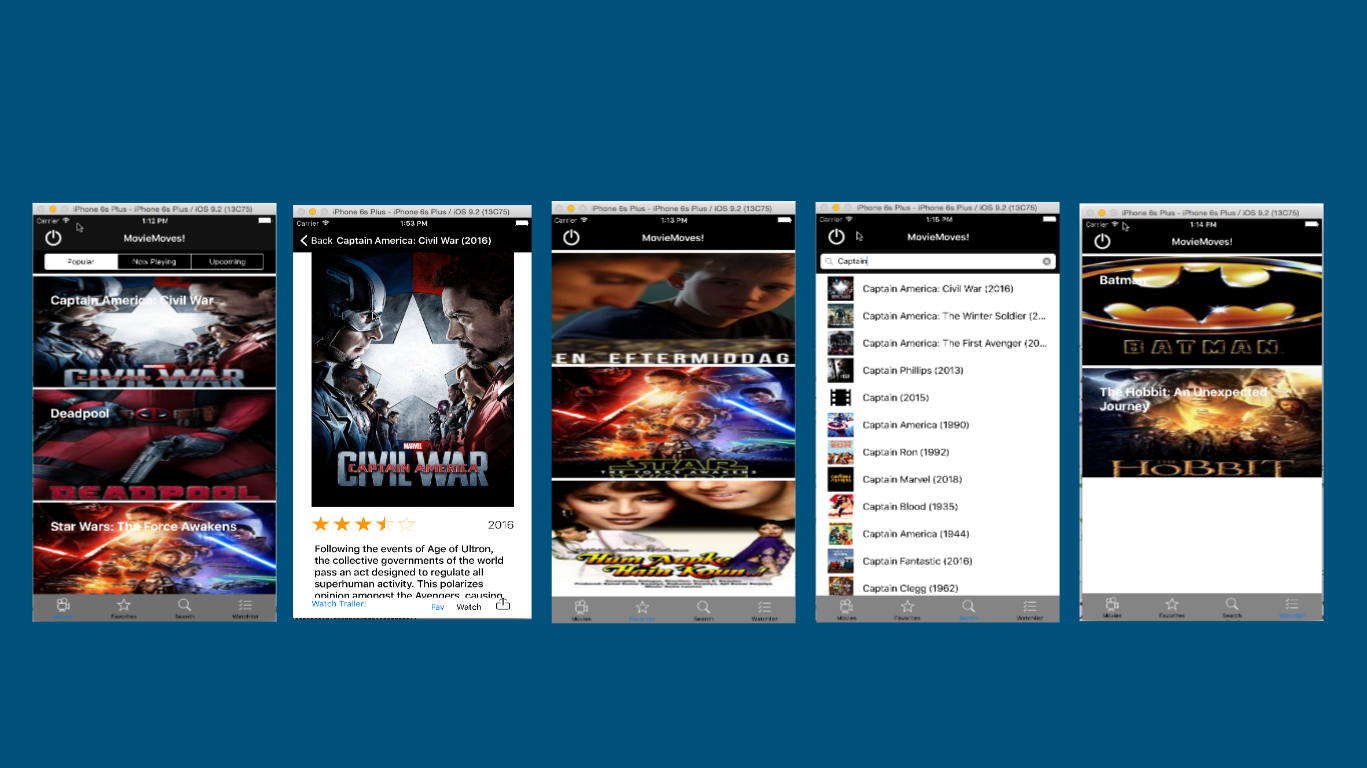 iPhone 6s Plus - iPhone 6s Plus / iOS 9.2 (13C75)
Carrier 1:12 PM
MovieMoves!
Popular Now Playing Upcoming
Captain America: Civil War
CIVIL WAR
CAPTAIN AMERICA
Deadpool
DEADPOOL
Star Wars: The Force Awakens
Movies Favorites Search Watchlist
iPhone 6s Plus - iPhone 6s Plus / iOS 9.2 (13C75)
Carrier 1:53 PM
Back Captain America: Civil War (2016)
MARVEL
CAPTAIN AMERICA
CIVIL WAR
2016
Following the events of Age of Ultron,
the collective governments of the world
pass an act designed to regulate all
superhuman activity. This polarizes
opinion amongst the Avengers, causing
Watch Trailer! Fav Watch
iPhone 6s Plus - iPhone 6s Plus / iOS 9.2 (13C75)
Carrier 1:13 PM
MovieMoves!
EN EFTERMIDDAG
STAR
THE FORCE AWAKENS
Hum Aapke
Hain Koun..!
Movies Favorites Search Watchlist
iPhone 6s Plus - iPhone 6s Plus / iOS 9.2 (13C75)
Carrier 1:15 PM
MovieMoves!
Captain
Captain America: Civil War (2016)
Captain America: The Winter Soldier (2...
Captain America: The First Avenger (20...
Captain Phillips (2013)
Captain (2015)
Captain America (1990)
Captain Ron (1992)
Captain Marvel (2018)
Captain Blood (1935)
Captain America (1944)
Captain Fantastic (2016)
Captain Clegg (1962)
Movies Favorites Search Watchlist
iPhone 6s Plus - iPhone 6s Plus / iOS 9.2 (13C75)
Carrier 1:14 PM
MovieMoves!
Batman
BATMAN
The Hobbit: An Unexpected
Journey
THE HOBBIT
Movies Favorites Search Watchlist